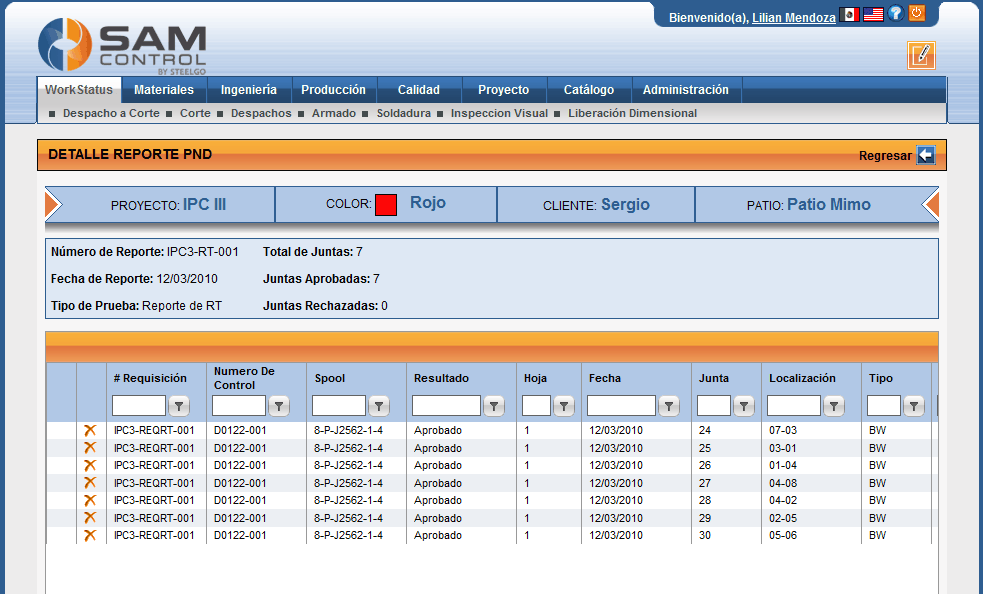 Bienvenido(a), Lilian Mendoza
SAM
CONTROL
BY STEELGO
WorkStatus Materiales Ingeniería Producción Calidad Proyecto Catálogo Administración
Despacho a Corte Corte Despachos Armado Soldadura Inspeccion Visual Liberación Dimensional
DETALLE REPORTE PND Regresar
PROYECTO: IPC III COLOR: Rojo CLIENTE: Sergio PATIO: Patio Mimo
Número de Reporte: IPC3-RT-001 Total de Juntas: 7
Fecha de Reporte: 12/03/2010 Juntas Aprobadas: 7
Tipo de Prueba: Reporte de RT Juntas Rechazadas: 0
# Requisición Numero De Control Spool Resultado Hoja Fecha Junta Localización Tipo
IPC3-REQRT-001 D0122-001 8-P-J2562-1-4 Aprobado 1 12/03/2010 24 07-03 BW
IPC3-REQRT-001 D0122-001 8-P-J2562-1-4 Aprobado 1 12/03/2010 25 03-01 BW
IPC3-REQRT-001 D0122-001 8-P-J2562-1-4 Aprobado 1 12/03/2010 26 01-04 BW
IPC3-REQRT-001 D0122-001 8-P-J2562-1-4 Aprobado 1 12/03/2010 27 04-08 BW
IPC3-REQRT-001 D0122-001 8-P-J2562-1-4 Aprobado 1 12/03/2010 28 04-02 BW
IPC3-REQRT-001 D0122-001 8-P-J2562-1-4 Aprobado 1 12/03/2010 29 02-05 BW
IPC3-REQRT-001 D0122-001 8-P-J2562-1-4 Aprobado 1 12/03/2010 30 05-06 BW